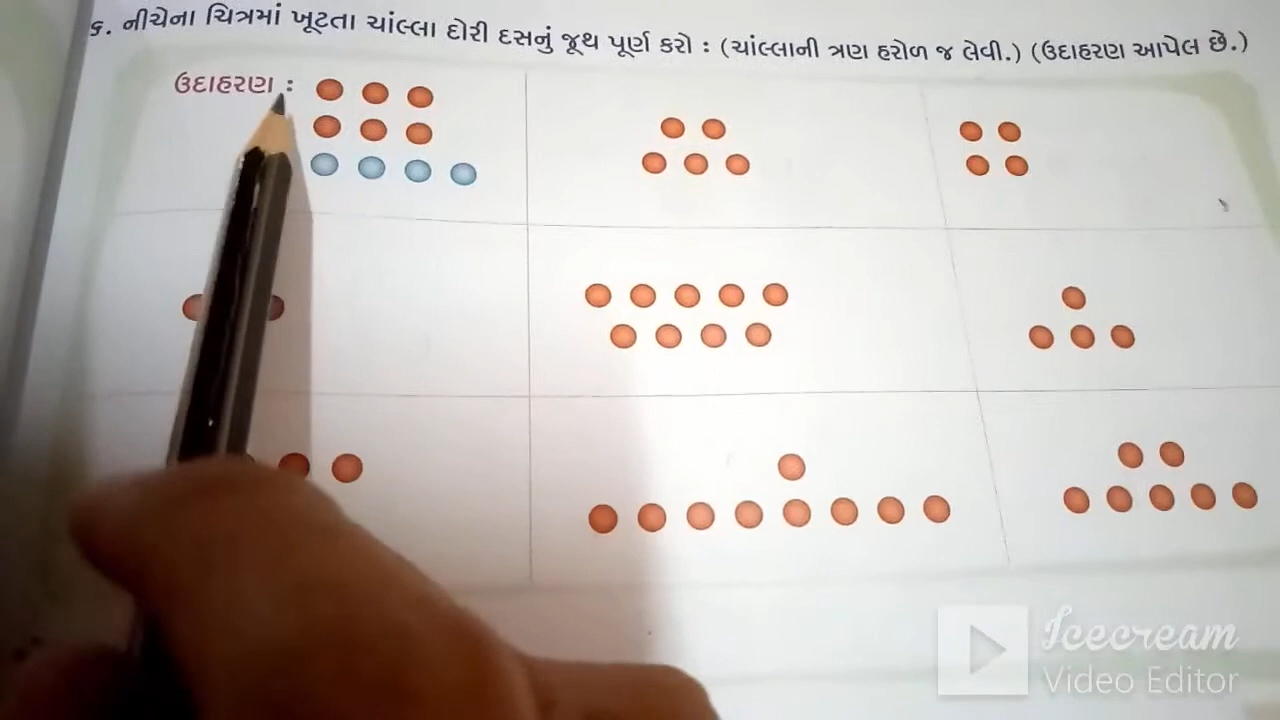 ૬. નીચેના ચિત્રમાં ખૂટતા ચાંલ્લા દોરી દસનું જૂથ પૂર્ણ કરો : (ચાંલ્લાની ત્રણ હરોળ જ લેવી.) (ઉદાહરણ આપેલ છે.)
ઉદાહરણ :
Icecream
Video Editor